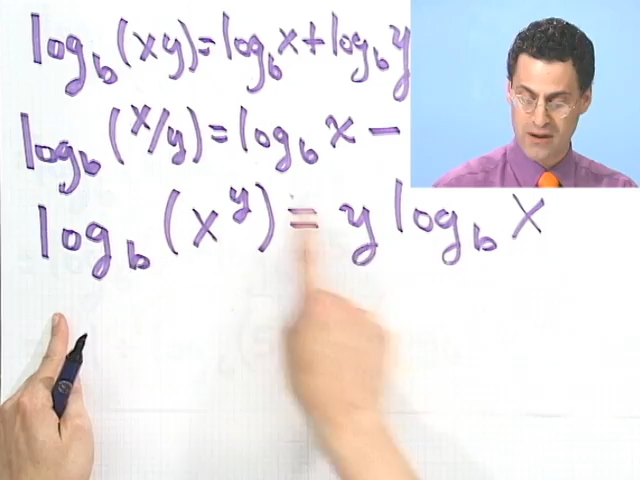 log_b (xy) = log_b x + log_b y
log_b (x/y) = log_b x −
log_b (x^y) = y log_b x